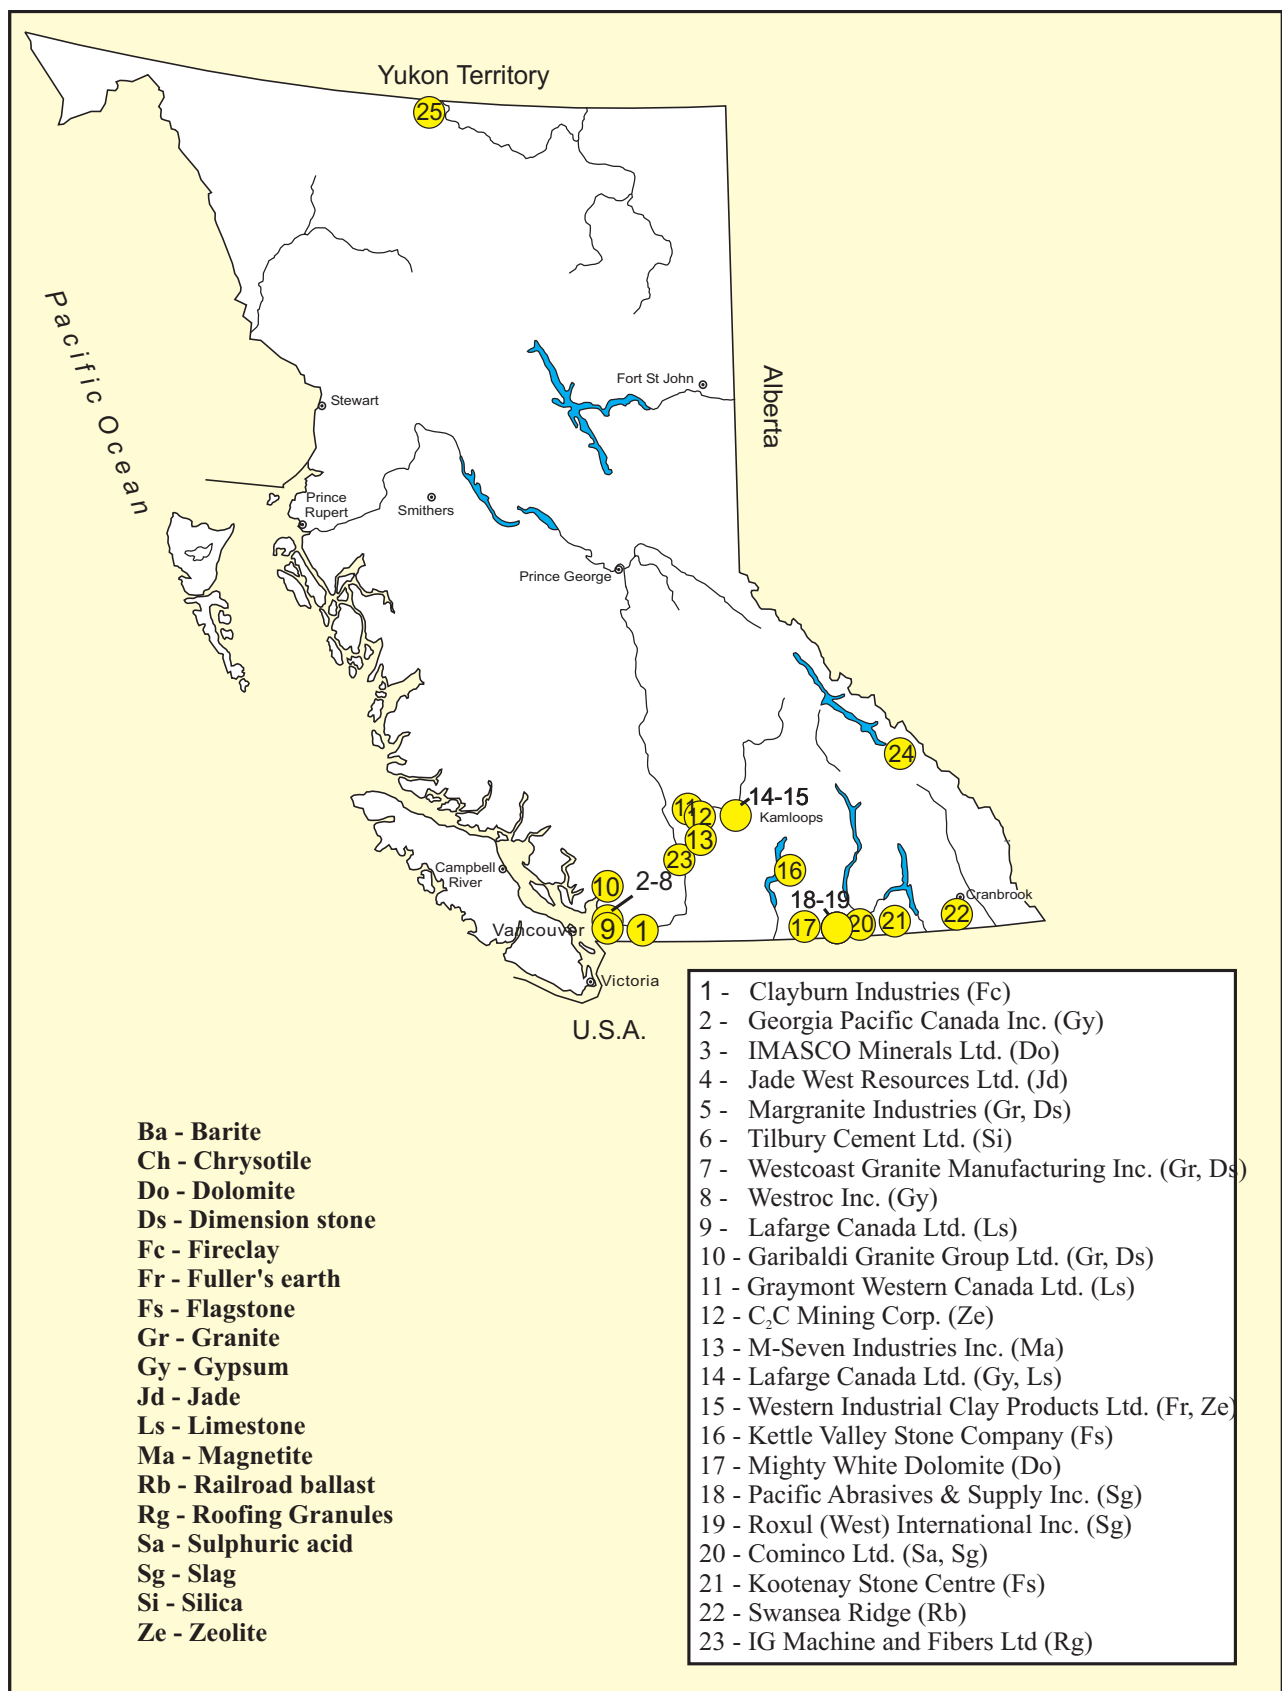 Yukon Territory
25
Pacific Ocean
Fort St John
Alberta
Stewart
Prince
Rupert
Smithers
Prince George
24
11
12
14-15
Kamloops
13
23
16
Campbell
River
10
2-8
18-19
Cranbrook
Vancouver
9
1
17
20
21
22
Victoria
U.S.A.
1 - Clayburn Industries (Fc)
2 - Georgia Pacific Canada Inc. (Gy)
3 - IMASCO Minerals Ltd. (Do)
4 - Jade West Resources Ltd. (Jd)
5 - Margranite Industries (Gr, Ds)
6 - Tilbury Cement Ltd. (Si)
7 - Westcoast Granite Manufacturing Inc. (Gr, Ds)
8 - Westroc Inc. (Gy)
9 - Lafarge Canada Ltd. (Ls)
10 - Garibaldi Granite Group Ltd. (Gr, Ds)
11 - Graymont Western Canada Ltd. (Ls)
12 - C₂C Mining Corp. (Ze)
13 - M-Seven Industries Inc. (Ma)
14 - Lafarge Canada Ltd. (Gy, Ls)
15 - Western Industrial Clay Products Ltd. (Fr, Ze)
16 - Kettle Valley Stone Company (Fs)
17 - Mighty White Dolomite (Do)
18 - Pacific Abrasives & Supply Inc. (Sg)
19 - Roxul (West) International Inc. (Sg)
20 - Cominco Ltd. (Sa, Sg)
21 - Kootenay Stone Centre (Fs)
22 - Swansea Ridge (Rb)
23 - IG Machine and Fibers Ltd (Rg)
Ba - Barite
Ch - Chrysotile
Do - Dolomite
Ds - Dimension stone
Fc - Fireclay
Fr - Fuller's earth
Fs - Flagstone
Gr - Granite
Gy - Gypsum
Jd - Jade
Ls - Limestone
Ma - Magnetite
Rb - Railroad ballast
Rg - Roofing Granules
Sa - Sulphuric acid
Sg - Slag
Si - Silica
Ze - Zeolite